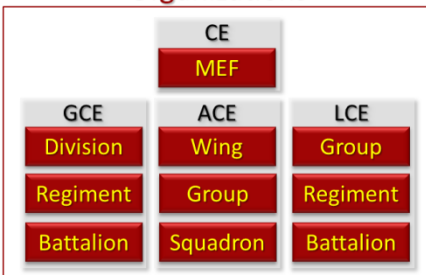 CE
MEF
GCE ACE LCE
Division Wing Group
Regiment Group Regiment
Battalion Squadron Battalion